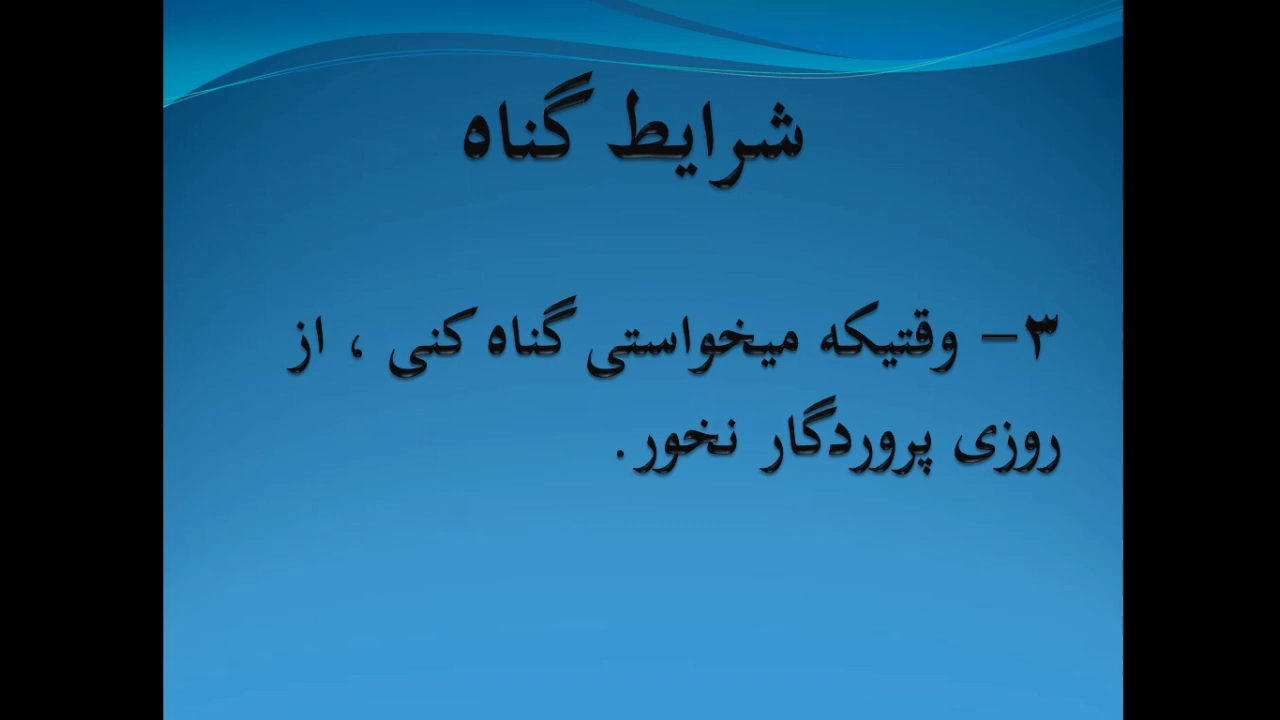 شرایط گناه
۳- وقتیکه میخواستی گناه کنی ، از
روزی پروردگار نخور.